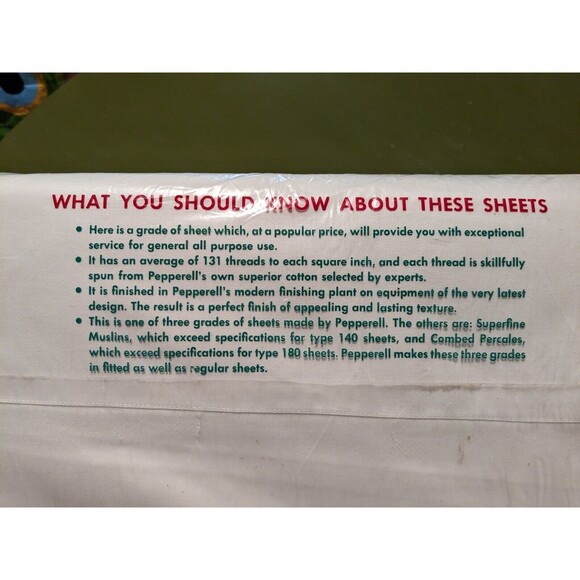 WHAT YOU SHOULD KNOW ABOUT THESE SHEETS
• Here is a grade of sheet which, at a popular price, will provide you with exceptional
service for general all purpose use.
• It has an average of 131 threads to each square inch, and each thread is skillfully
spun from Pepperell's own superior cotton selected by experts.
• It is finished in Pepperell's modern finishing plant on equipment of the very latest
design. The result is a perfect finish of appealing and lasting texture.
• This is one of three grades of sheets made by Pepperell. The others are: Superfine
Muslins, which exceed specifications for type 140 sheets, and Combed Percales,
which exceed specifications for type 180 sheets. Pepperell makes these three grades
in fitted as well as regular sheets.